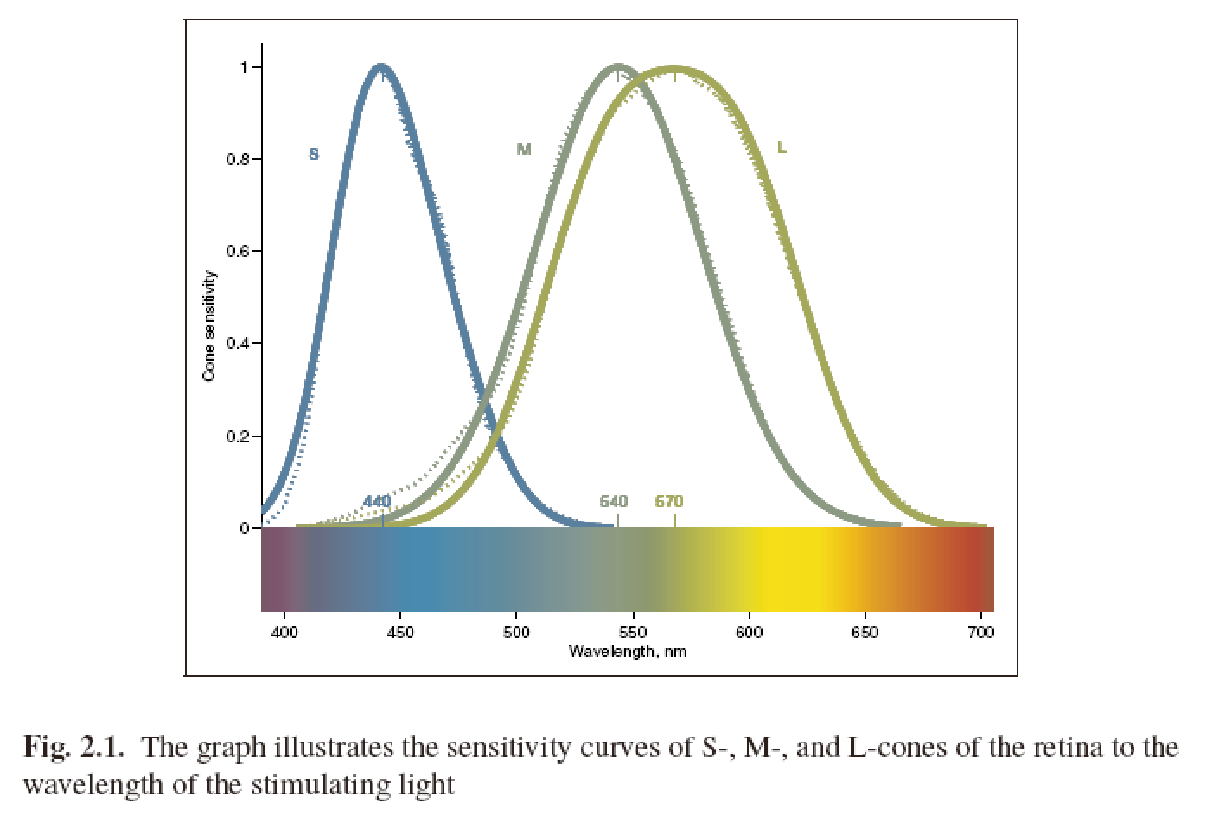 1
0.8
0.6
0.4
0.2
0
Cone sensitivity
S
M
L
440
540
570
400
450
500
550
600
650
700
Wavelength, nm
Fig. 2.1. The graph illustrates the sensitivity curves of S-, M-, and L-cones of the retina to the
wavelength of the stimulating light